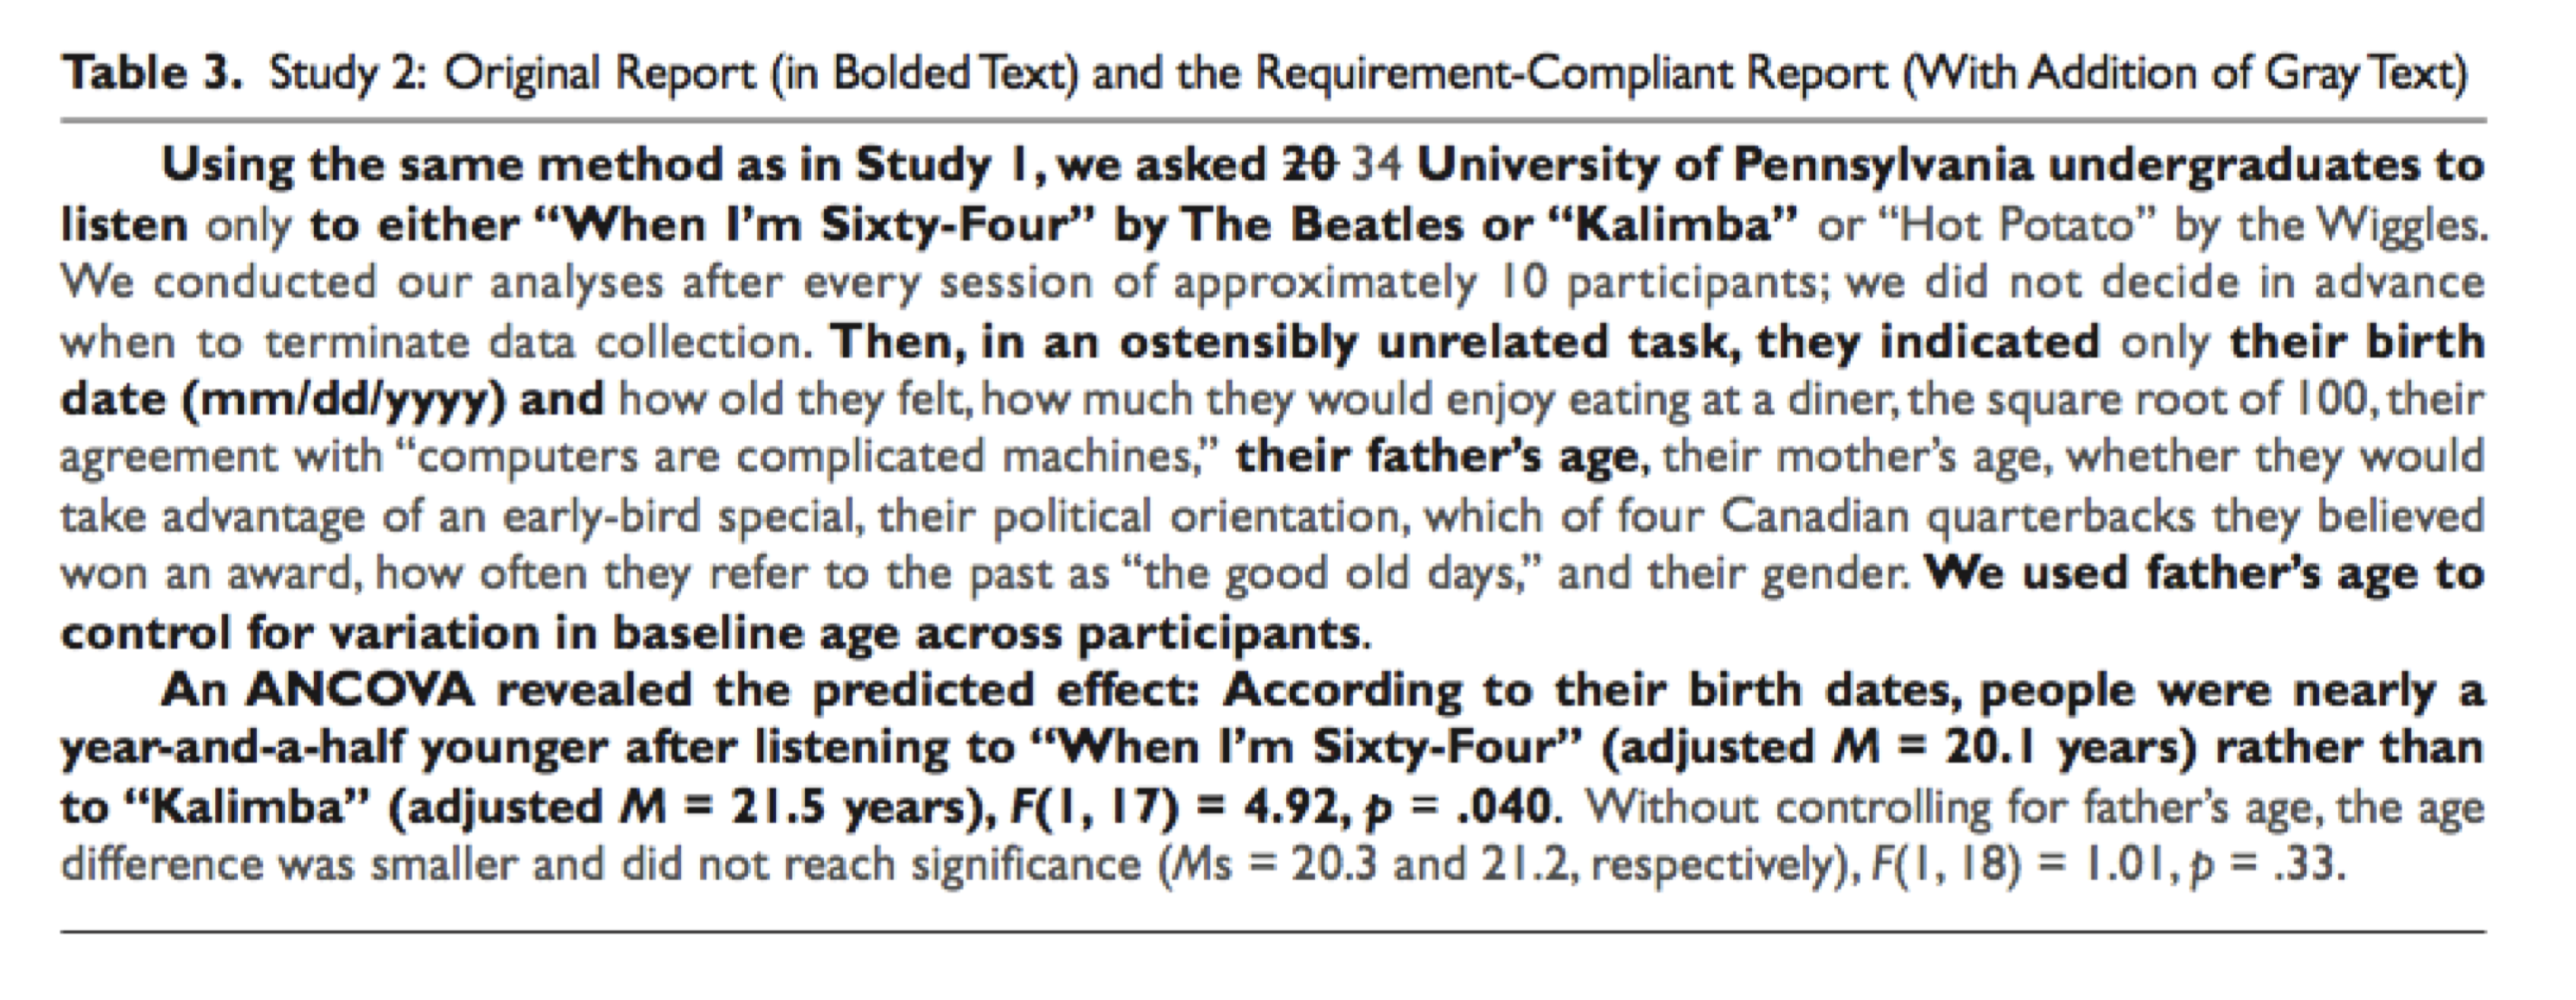 Table 3. Study 2: Original Report (in Bolded Text) and the Requirement-Compliant Report (With Addition of Gray Text)
Using the same method as in Study 1, we asked 20 34 University of Pennsylvania undergraduates to
listen only to either “When I’m Sixty-Four” by The Beatles or “Kalimba” or “Hot Potato” by the Wiggles.
We conducted our analyses after every session of approximately 10 participants; we did not decide in advance
when to terminate data collection. Then, in an ostensibly unrelated task, they indicated only their birth
date (mm/dd/yyyy) and how old they felt, how much they would enjoy eating at a diner, the square root of 100, their
agreement with “computers are complicated machines,” their father’s age, their mother’s age, whether they would
take advantage of an early-bird special, their political orientation, which of four Canadian quarterbacks they believed
won an award, how often they refer to the past as “the good old days,” and their gender. We used father’s age to
control for variation in baseline age across participants.
An ANCOVA revealed the predicted effect: According to their birth dates, people were nearly a
year-and-a-half younger after listening to “When I’m Sixty-Four” (adjusted M = 20.1 years) rather than
to “Kalimba” (adjusted M = 21.5 years), F(1, 17) = 4.92, p = .040. Without controlling for father’s age, the age
difference was smaller and did not reach significance (Ms = 20.3 and 21.2, respectively), F(1, 18) = 1.01, p = .33.